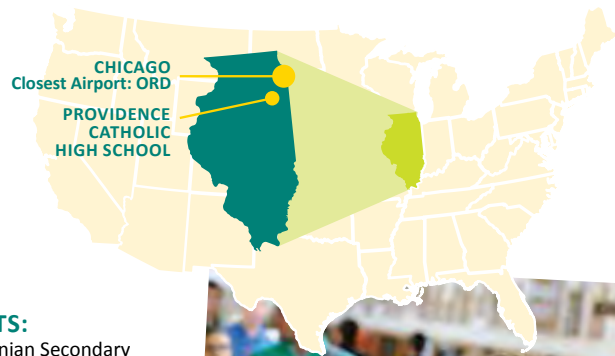 CHICAGO
Closest Airport: ORD
PROVIDENCE
CATHOLIC
HIGH SCHOOL
TS:
nian Secondary